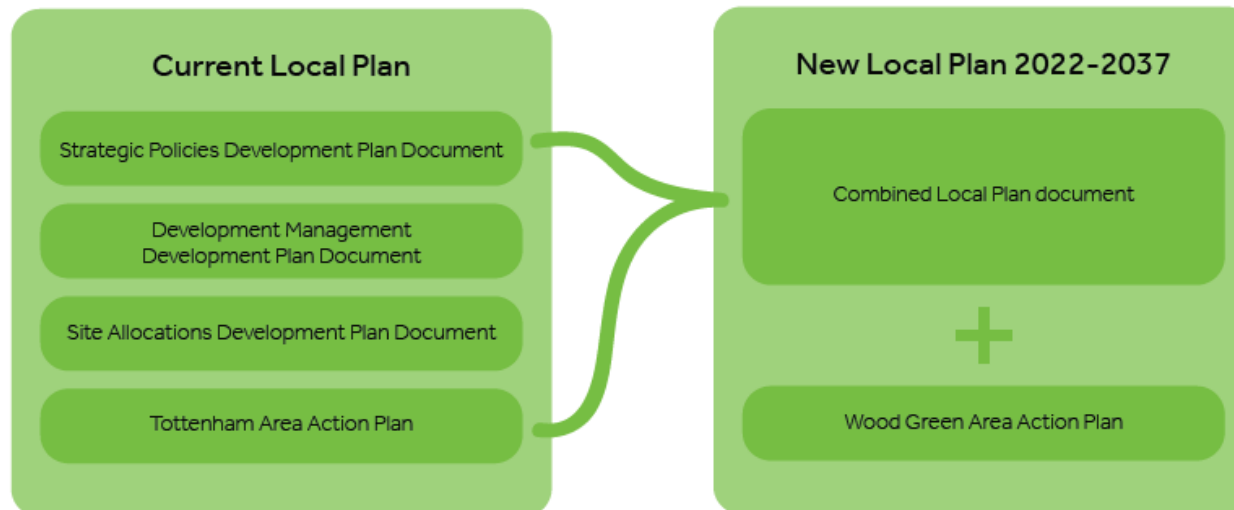 Current Local Plan
Strategic Policies Development Plan Document
Development Management
Development Plan Document
Site Allocations Development Plan Document
Tottenham Area Action Plan
New Local Plan 2022-2037
Combined Local Plan document
+
Wood Green Area Action Plan